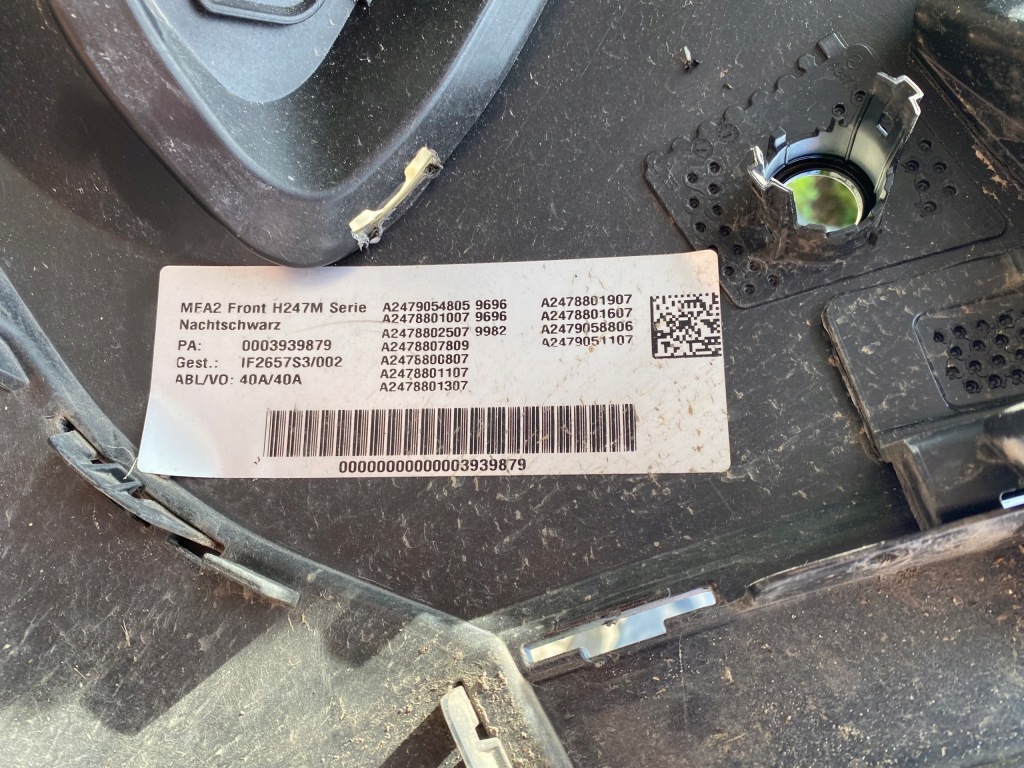 MFA2 Front H247M Serie
Nachtschwarz
PA: 0003939879
Gest.: IF2657S3/002
ABL/VO: 40A/40A
A2479054805 9696
A2478801007 9696
A2478802507 9982
A2478807809
A2478800807
A2478801107
A2478801307
A2478801907
A2478801607
A2479058806
A2479051107
00000000000003939879